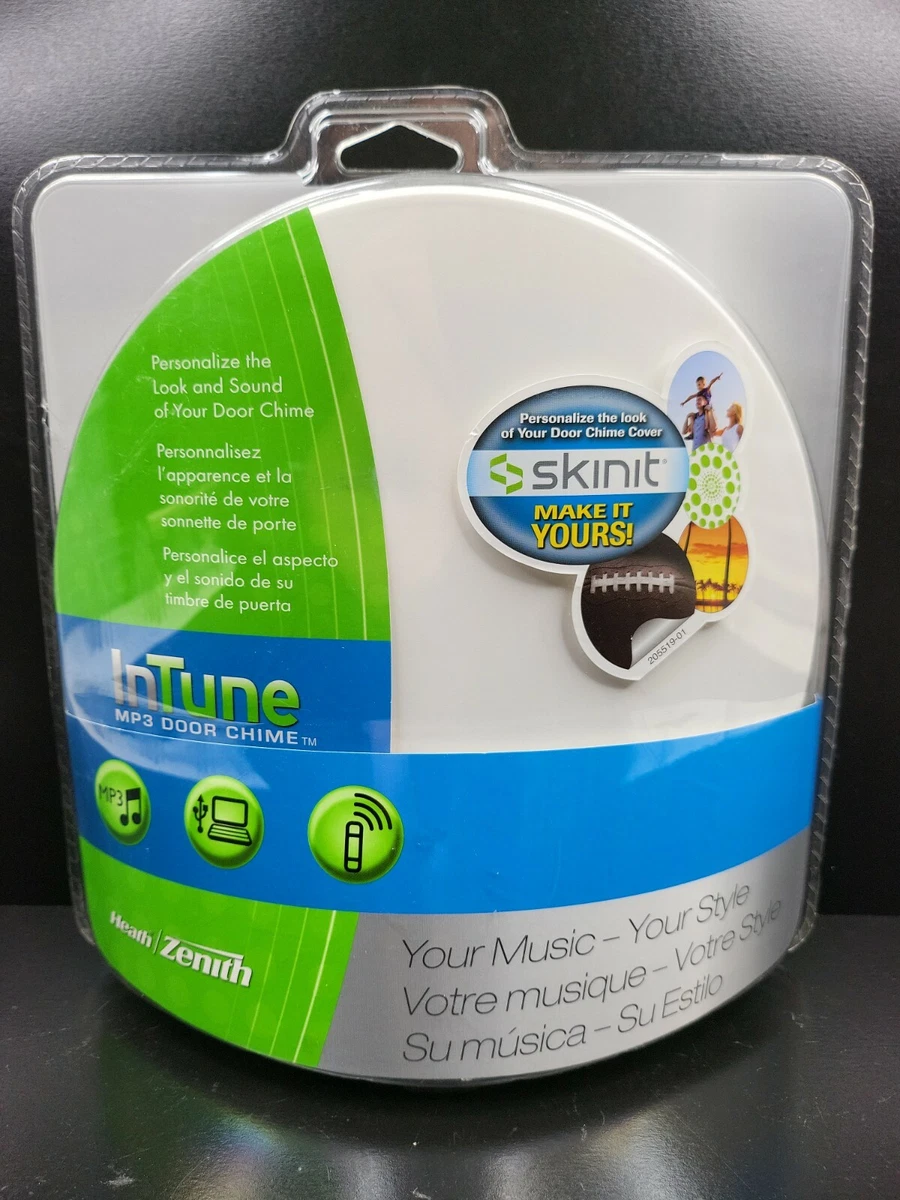 Personalize the
Look and Sound
of Your Door Chime
Personnalisez
l'apparence et la
sonorité de votre
sonnette de porte
Personalice el aspecto
y el sonido de su
timbre de puerta
Personalize the look
of Your Door Chime Cover
skinit®
MAKE IT
YOURS!
205519-01
InTune
MP3 DOOR CHIME™
MP3
Heath/Zenith
Your Music – Your Style
Votre musique – Votre Style
Su música – Su Estilo